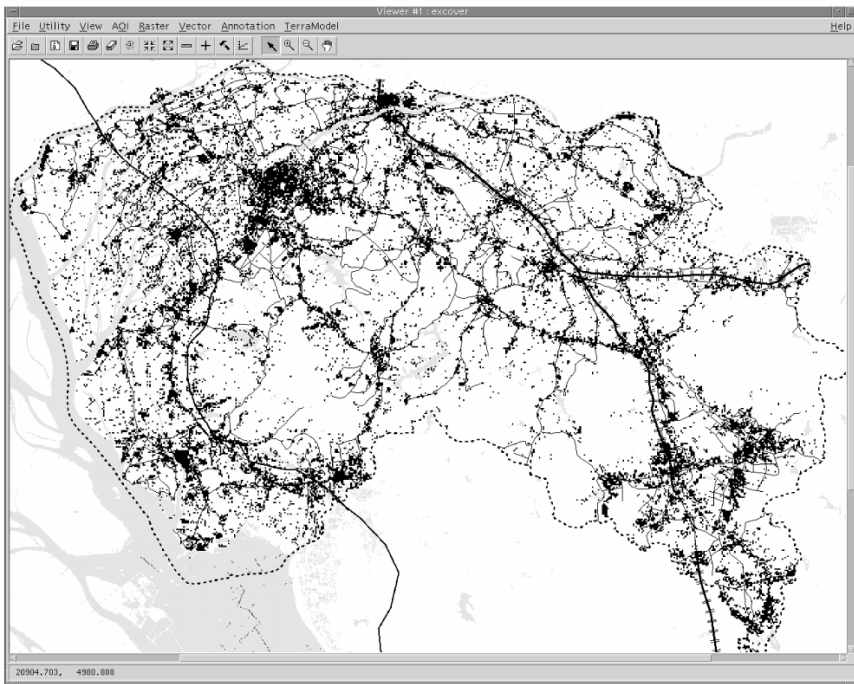 Viewer #1 : excover
File Utility View AOI Raster Vector Annotation TerraModel Help
20904.703, 4980.888